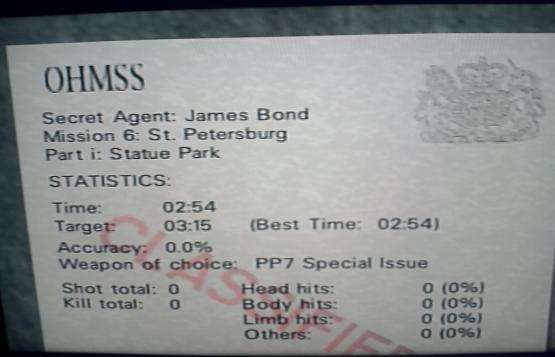 OHMSS
Secret Agent: James Bond
Mission 6: St. Petersburg
Part i: Statue Park
STATISTICS:
Time: 02:54
Target: 03:15 (Best Time: 02:54)
Accuracy: 0.0%
Weapon of choice: PP7 Special Issue
Shot total: 0 Head hits: 0 (0%)
Kill total: 0 Body hits: 0 (0%)
Limb hits: 0 (0%)
Others: 0 (0%)
CLASSIFIE